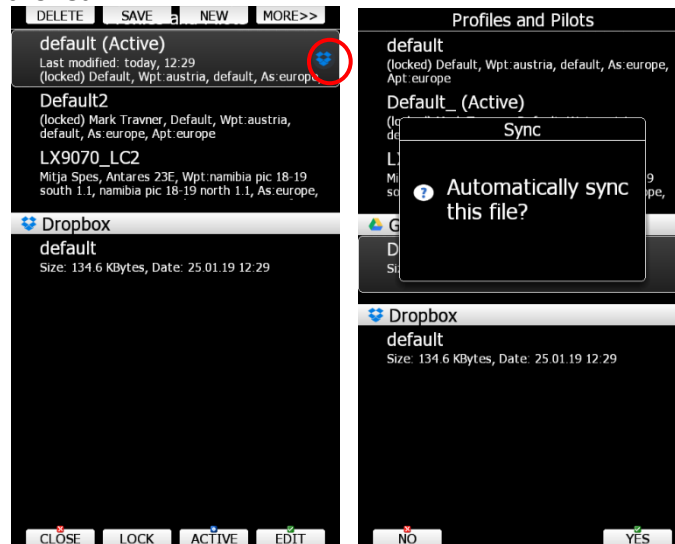 DELETE SAVE NEW MORE>>
default (Active)
Last modified: today, 12:29
(locked) Default, Wpt:austria, default, As:europe,
Default2
(locked) Mark Travner, Default, Wpt:austria,
default, As:europe, Apt:europe
LX9070_LC2
Mitja Spes, Antares 23E, Wpt:namibia pic 18-19
south 1.1, namibia pic 18-19 north 1.1, As:europe,
Dropbox
default
Size: 134.6 KBytes, Date: 25.01.19 12:29
CLOSE LOCK ACTIVE EDIT
Profiles and Pilots
default
(locked) Default, Wpt:austria, default, As:europe,
Apt:europe
Default_ (Active)
Sync
Automatically sync
this file?
Dropbox
default
Size: 134.6 KBytes, Date: 25.01.19 12:29
NO YES